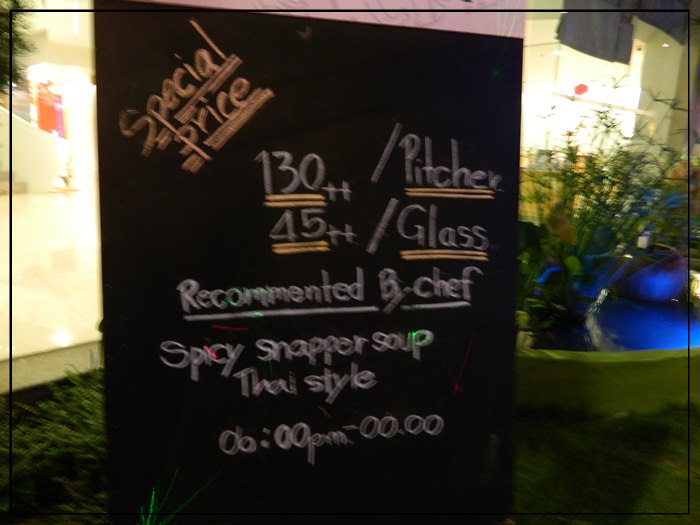 Special
price
130++ /Pitcher
45++ /Glass
Recommented By chef
Spicy snapper soup
Thai style
06:00pm-00.00